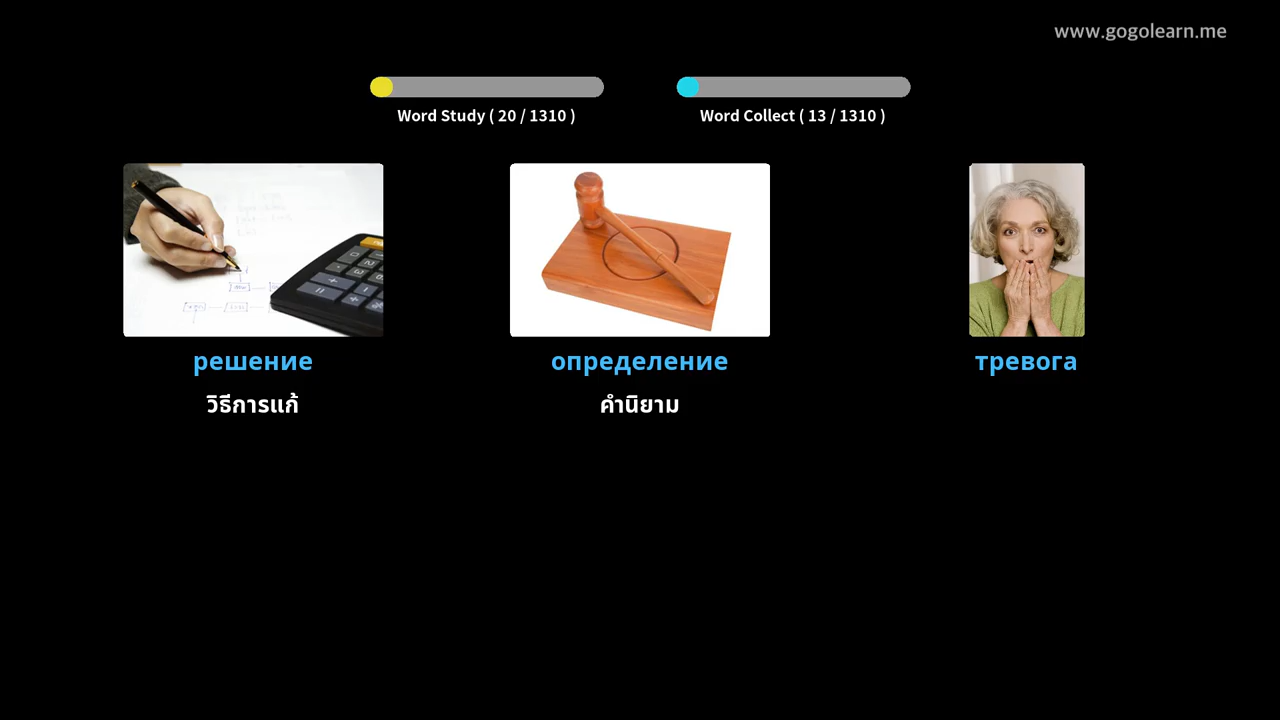 www.gogolearn.me
Word Study ( 20 / 1310 )
Word Collect ( 13 / 1310 )
решение
определение
тревога
วิธีการแก้
คำนิยาม